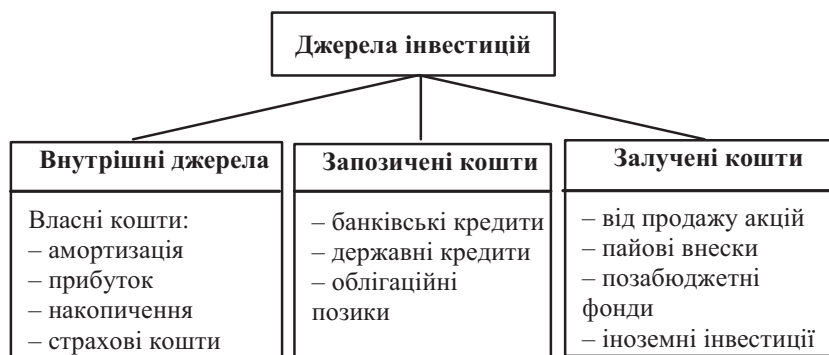 Джерела інвестицій
Внутрішні джерела
Власні кошти:
– амортизація
– прибуток
– накопичення
– страхові кошти
Запозичені кошти
– банківські кредити
– державні кредити
– облігаційні
позики
Залучені кошти
– від продажу акцій
– пайові внески
– позабюджетні
фонди
– іноземні інвестиції